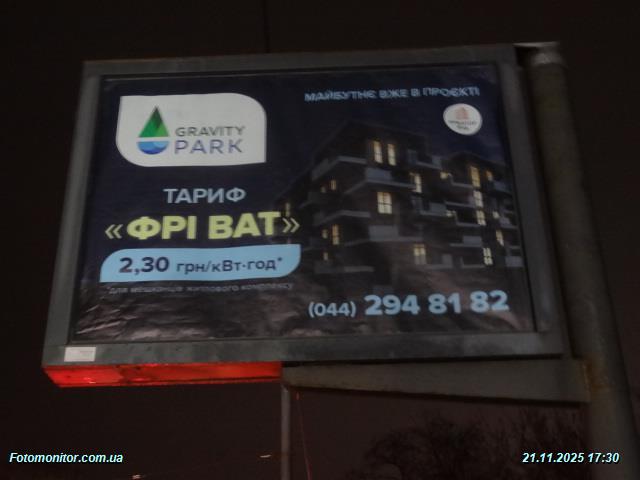 МАЙБУТНЄ ВЖЕ В ПРОЄКТІ
GRAVITY
PARK
ТАРИФ
«ФРІ ВАТ»
2,30 грн/кВт·год*
*для мешканців житлового комплексу
(044) 294 81 82
Fotomonitor.com.ua
21.11.2025 17:30